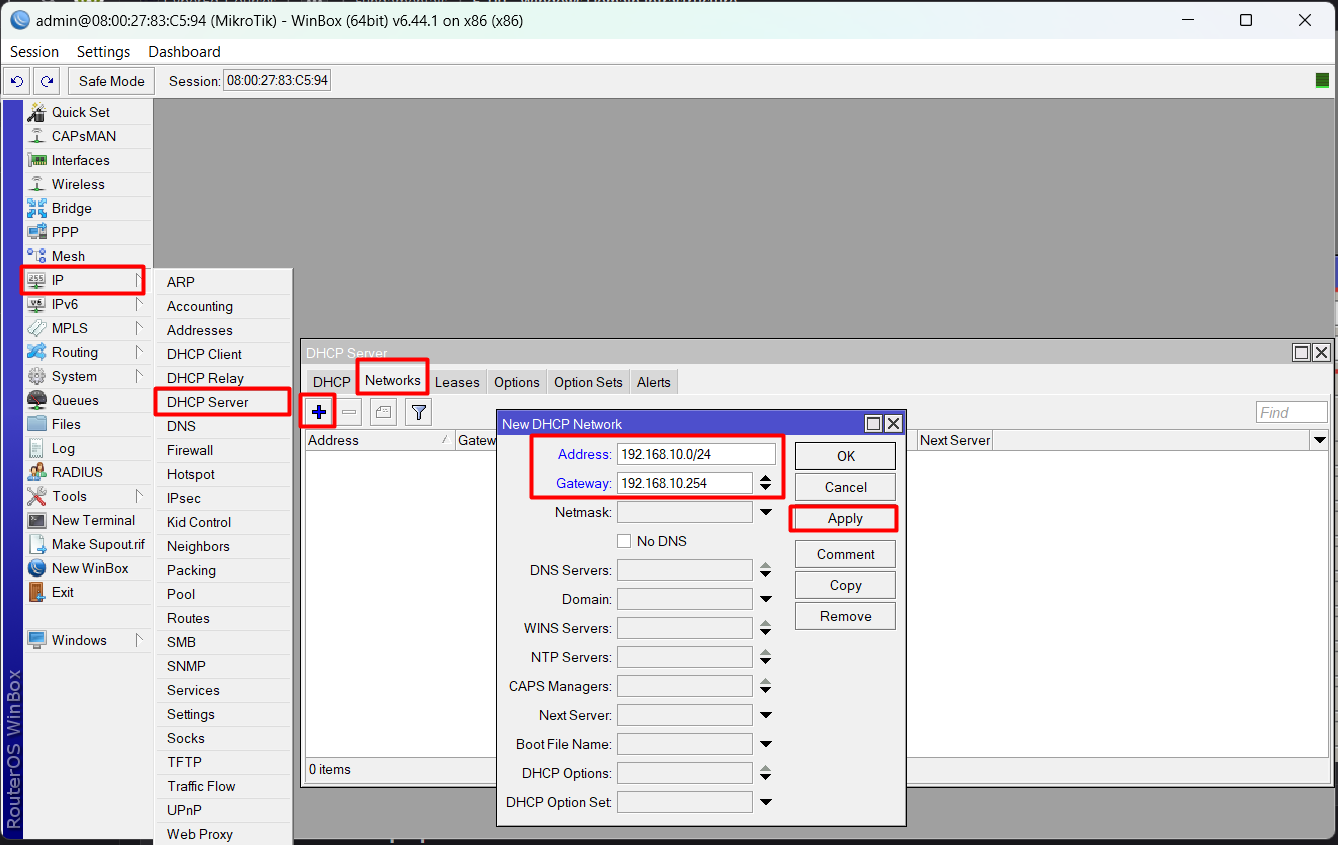 admin@08:00:27:83:C5:94 (MikroTik) - WinBox (64bit) v6.44.1 on x86 (x86)
Session Settings Dashboard
Safe Mode Session: 08:00:27:83:C5:94
Quick Set
CAPsMAN
Interfaces
Wireless
Bridge
PPP
Mesh
IP
IPv6
MPLS
Routing
System
Queues
Files
Log
RADIUS
Tools
New Terminal
Make Supout.rif
New WinBox
Exit
Windows
RouterOS WinBox
ARP
Accounting
Addresses
DHCP Client
DHCP Relay
DHCP Server
DNS
Firewall
Hotspot
IPsec
Kid Control
Neighbors
Packing
Pool
Routes
SMB
SNMP
Services
Settings
Socks
TFTP
Traffic Flow
UPnP
Web Proxy
DHCP Server
DHCP Networks Leases Options Option Sets Alerts
Find
Address Gatew Next Server
0 items
New DHCP Network
Address: 192.168.10.0/24
Gateway: 192.168.10.254
Netmask:
No DNS
DNS Servers:
Domain:
WINS Servers:
NTP Servers:
CAPS Managers:
Next Server:
Boot File Name:
DHCP Options:
DHCP Option Set:
OK
Cancel
Apply
Comment
Copy
Remove